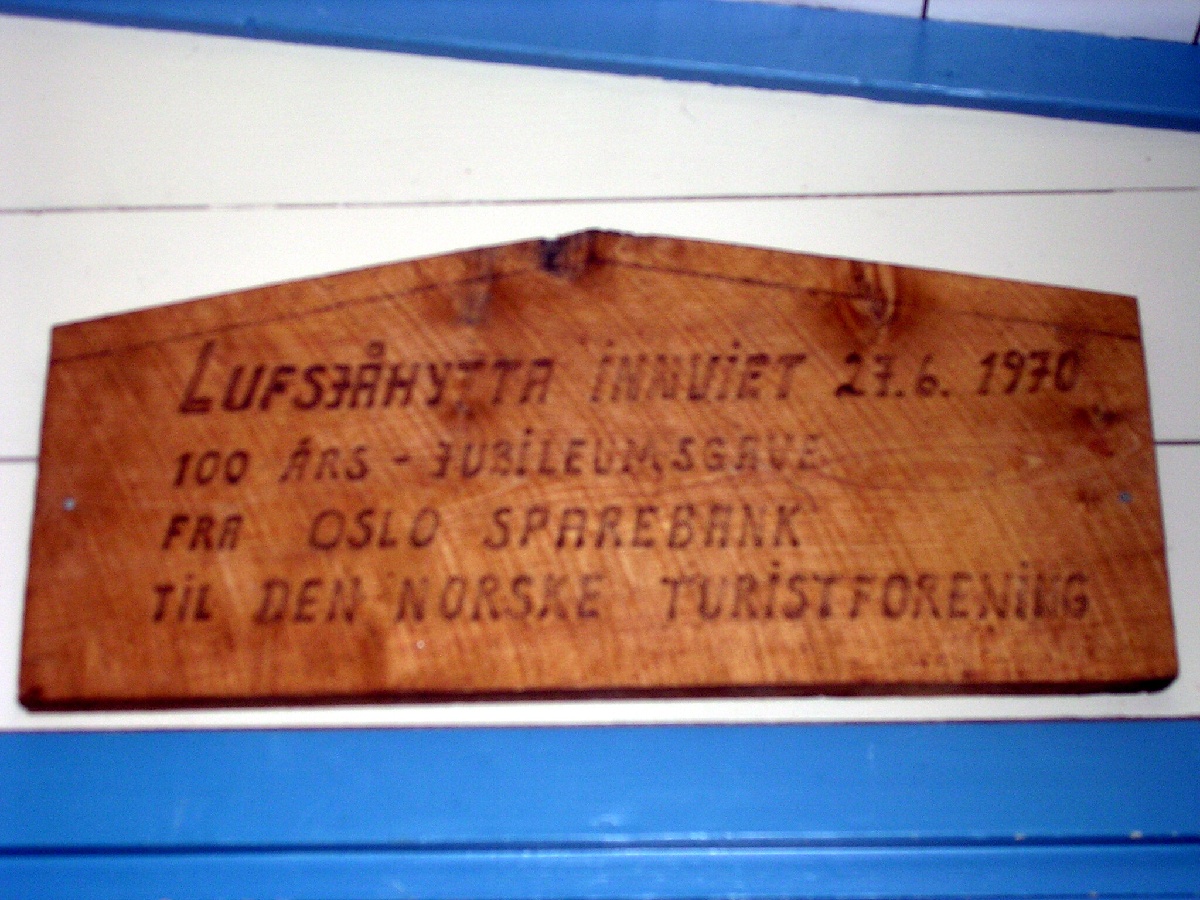 LUFSJÅHYTTA INNVIET 27.6. 1970
100 ÅRS - JUBILEUMSGAVE
FRA OSLO SPAREBANK
TIL DEN NORSKE TURISTFORENING